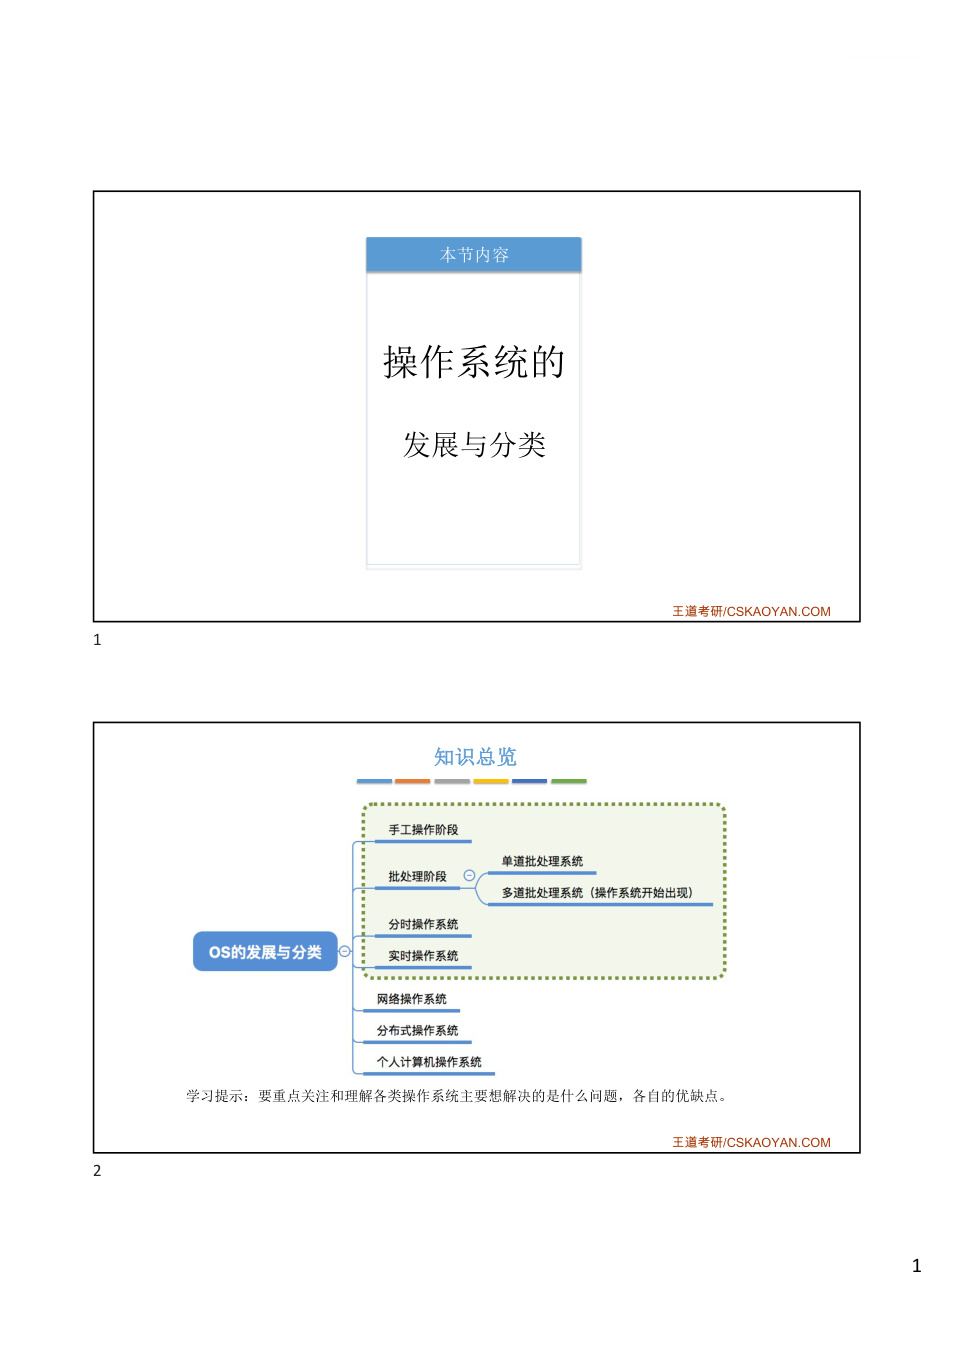 本节内容
操作系统的
发展与分类
王道考研/CSKAOYAN.COM
1
知识总览
手工操作阶段
单道批处理系统
批处理阶段
多道批处理系统（操作系统开始出现）
分时操作系统
OS的发展与分类
实时操作系统
网络操作系统
分布式操作系统
个人计算机操作系统
学习提示：要重点关注和理解各类操作系统主要想解决的是什么问题，各自的优缺点。
王道考研/CSKAOYAN.COM
2
1